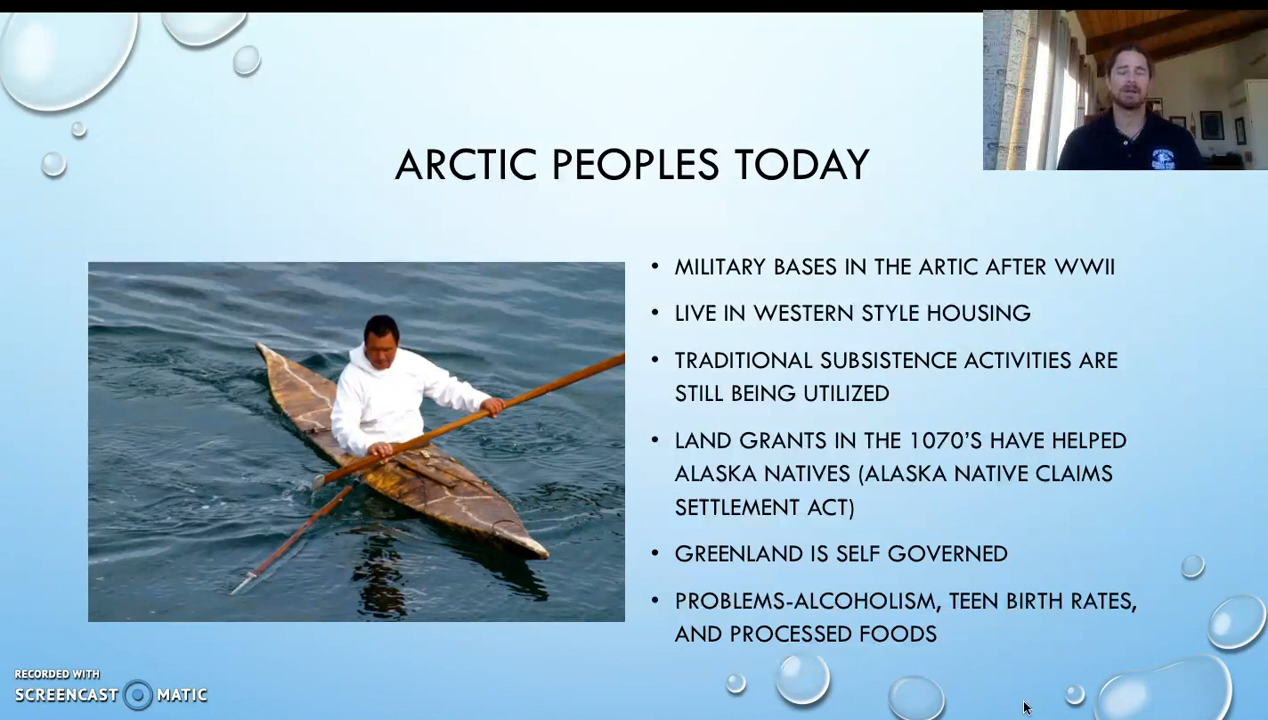 ARCTIC PEOPLES TODAY
• MILITARY BASES IN THE ARTIC AFTER WWII
• LIVE IN WESTERN STYLE HOUSING
• TRADITIONAL SUBSISTENCE ACTIVITIES ARE
STILL BEING UTILIZED
• LAND GRANTS IN THE 1070'S HAVE HELPED
ALASKA NATIVES (ALASKA NATIVE CLAIMS
SETTLEMENT ACT)
• GREENLAND IS SELF GOVERNED
• PROBLEMS-ALCOHOLISM, TEEN BIRTH RATES,
AND PROCESSED FOODS
RECORDED WITH
SCREENCAST MATIC